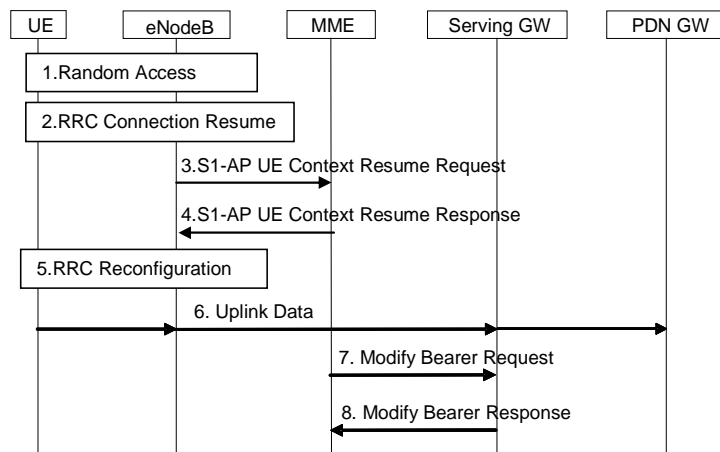 UE eNodeB MME Serving GW PDN GW
1.Random Access
2.RRC Connection Resume
3.S1-AP UE Context Resume Request
4.S1-AP UE Context Resume Response
5.RRC Reconfiguration
6. Uplink Data
7. Modify Bearer Request
8. Modify Bearer Response